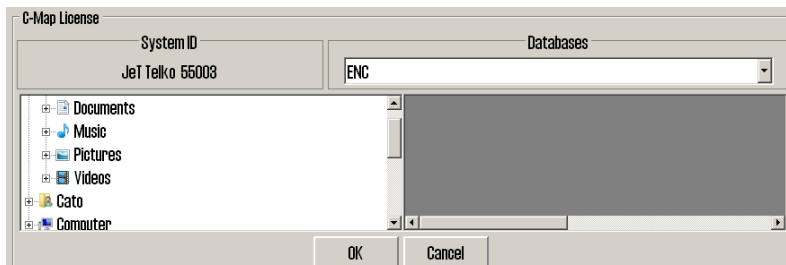 C-Map License
System ID
Databases
JeT Telko 55003
ENC
Documents
Music
Pictures
Videos
Cato
Computer
OK
Cancel